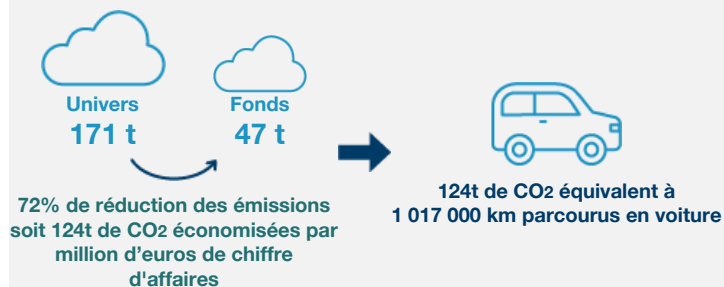 Univers
171 t
Fonds
47 t
72% de réduction des émissions
soit 124t de CO2 économisées par
million d'euros de chiffre
d'affaires
124t de CO2 équivalent à
1 017 000 km parcourus en voiture